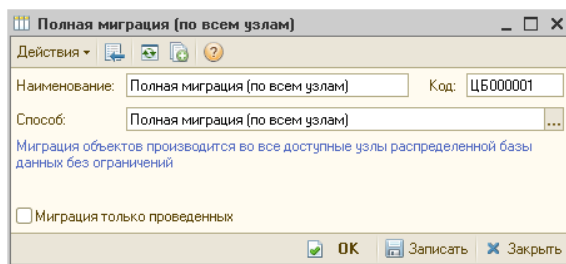 Полная миграция (по всем узлам)
Действия
Наименование: Полная миграция (по всем узлам) Код: ЦБ000001
Способ: Полная миграция (по всем узлам) ...
Миграция объектов производится во все доступные узлы распределенной базы
данных без ограничений
Миграция только проведенных
OK Записать Закрыть